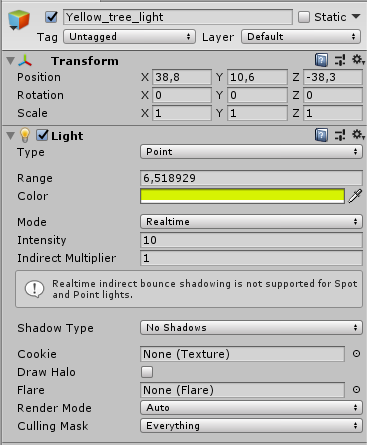 Yellow_tree_light Static
Tag Untagged Layer Default
Transform
Position X 38,8 Y 10,6 Z -38,3
Rotation X 0 Y 0 Z 0
Scale X 1 Y 1 Z 1
Light
Type Point
Range 6,518929
Color
Mode Realtime
Intensity 10
Indirect Multiplier 1
Realtime indirect bounce shadowing is not supported for Spot
and Point lights.
Shadow Type No Shadows
Cookie None (Texture)
Draw Halo
Flare None (Flare)
Render Mode Auto
Culling Mask Everything